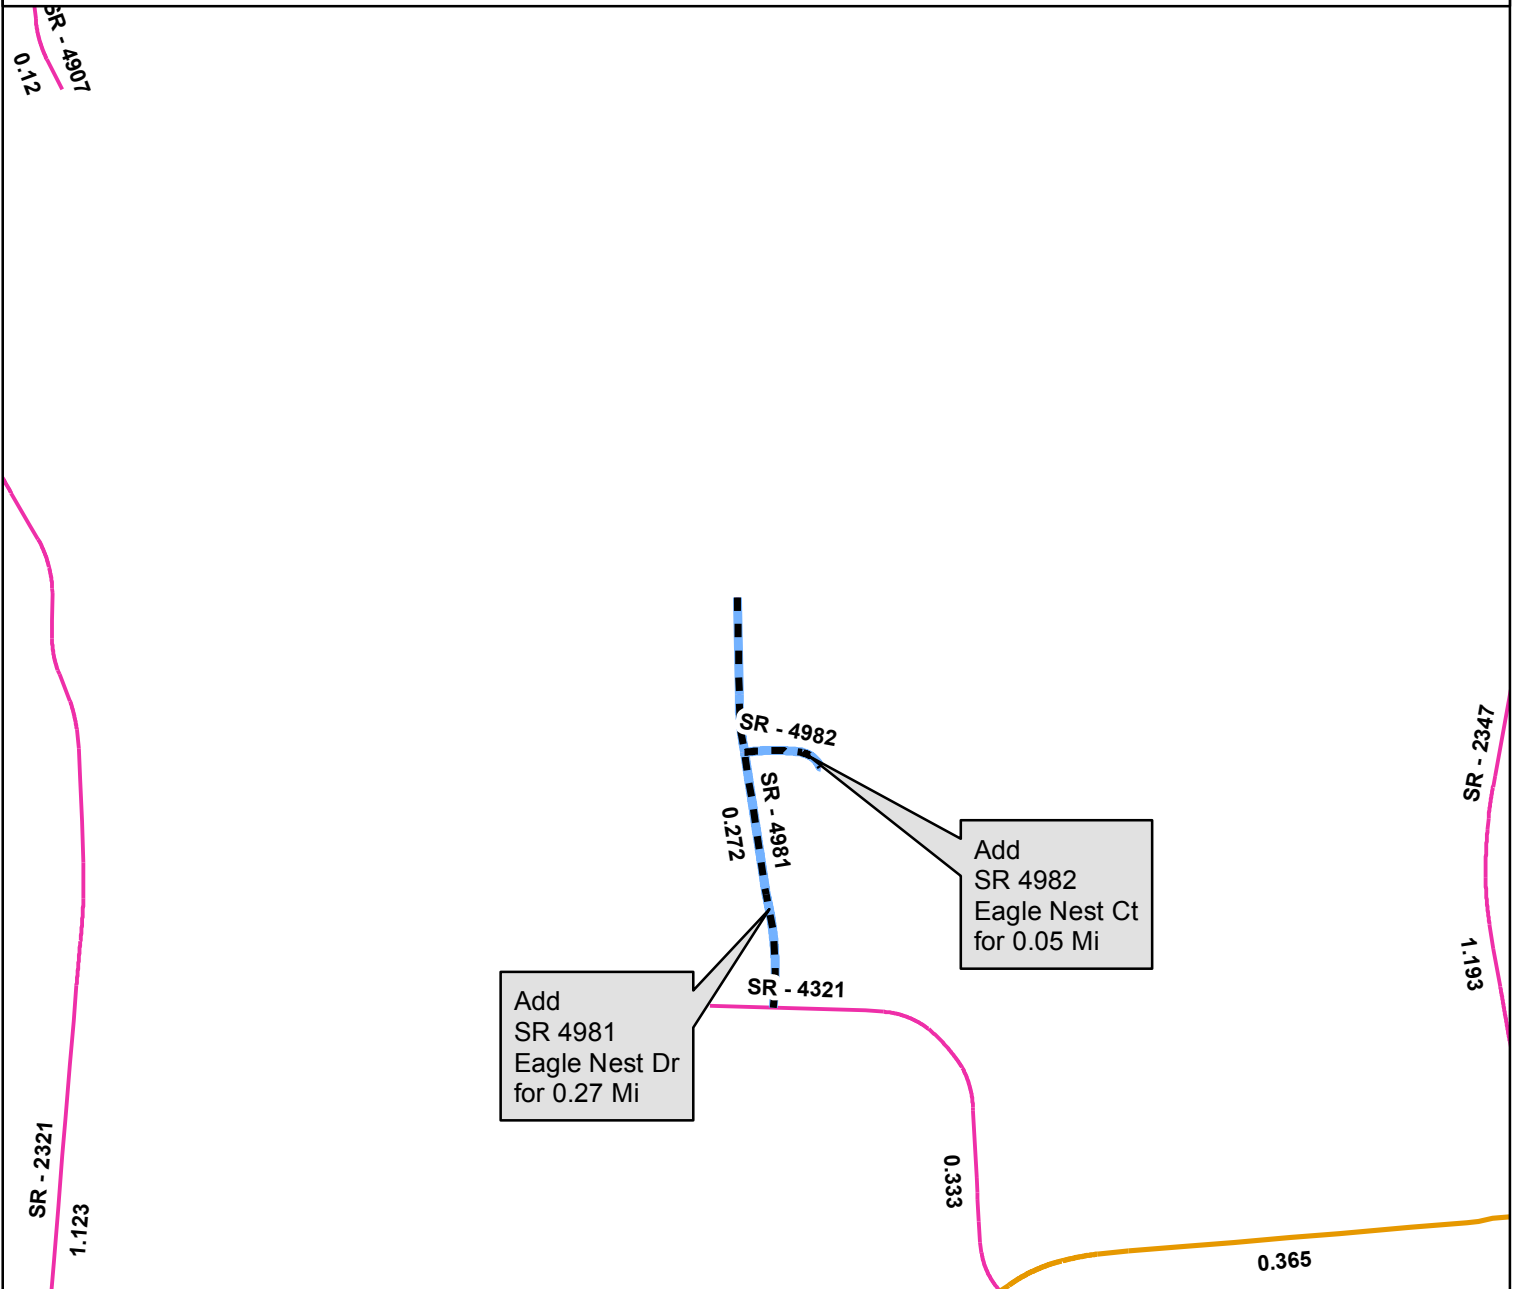 SR - 4907
0.12
SR - 4982
SR - 4981
0.272
SR - 2347
Add
SR 4982
Eagle Nest Ct
for 0.05 Mi
1.193
SR - 4321
Add
SR 4981
Eagle Nest Dr
for 0.27 Mi
SR - 2321
1.123
0.333
0.365